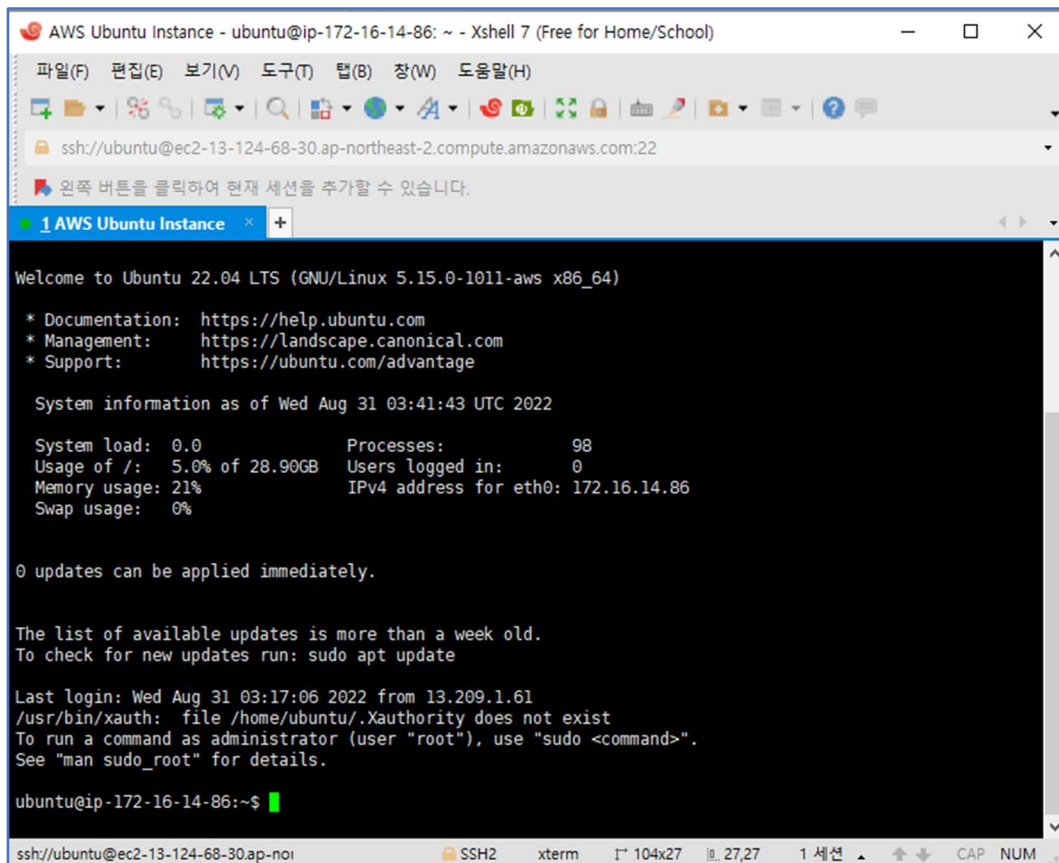 AWS Ubuntu Instance - ubuntu@ip-172-16-14-86: ~ - Xshell 7 (Free for Home/School)
파일(F) 편집(E) 보기(V) 도구(T) 탭(B) 창(W) 도움말(H)
ssh://ubuntu@ec2-13-124-68-30.ap-northeast-2.compute.amazonaws.com:22
왼쪽 버튼을 클릭하여 현재 세션을 추가할 수 있습니다.
1 AWS Ubuntu Instance
Welcome to Ubuntu 22.04 LTS (GNU/Linux 5.15.0-1011-aws x86_64)
* Documentation: https://help.ubuntu.com
* Management: https://landscape.canonical.com
* Support: https://ubuntu.com/advantage
System information as of Wed Aug 31 03:41:43 UTC 2022
System load: 0.0 Processes: 98
Usage of /: 5.0% of 28.90GB Users logged in: 0
Memory usage: 21% IPv4 address for eth0: 172.16.14.86
Swap usage: 0%
0 updates can be applied immediately.
The list of available updates is more than a week old.
To check for new updates run: sudo apt update
Last login: Wed Aug 31 03:17:06 2022 from 13.209.1.61
/usr/bin/xauth: file /home/ubuntu/.Xauthority does not exist
To run a command as administrator (user "root"), use "sudo <command>".
See "man sudo_root" for details.
ubuntu@ip-172-16-14-86:~$
ssh://ubuntu@ec2-13-124-68-30.ap-nor SSH2 xterm 104x27 27,27 1 세션 CAP NUM